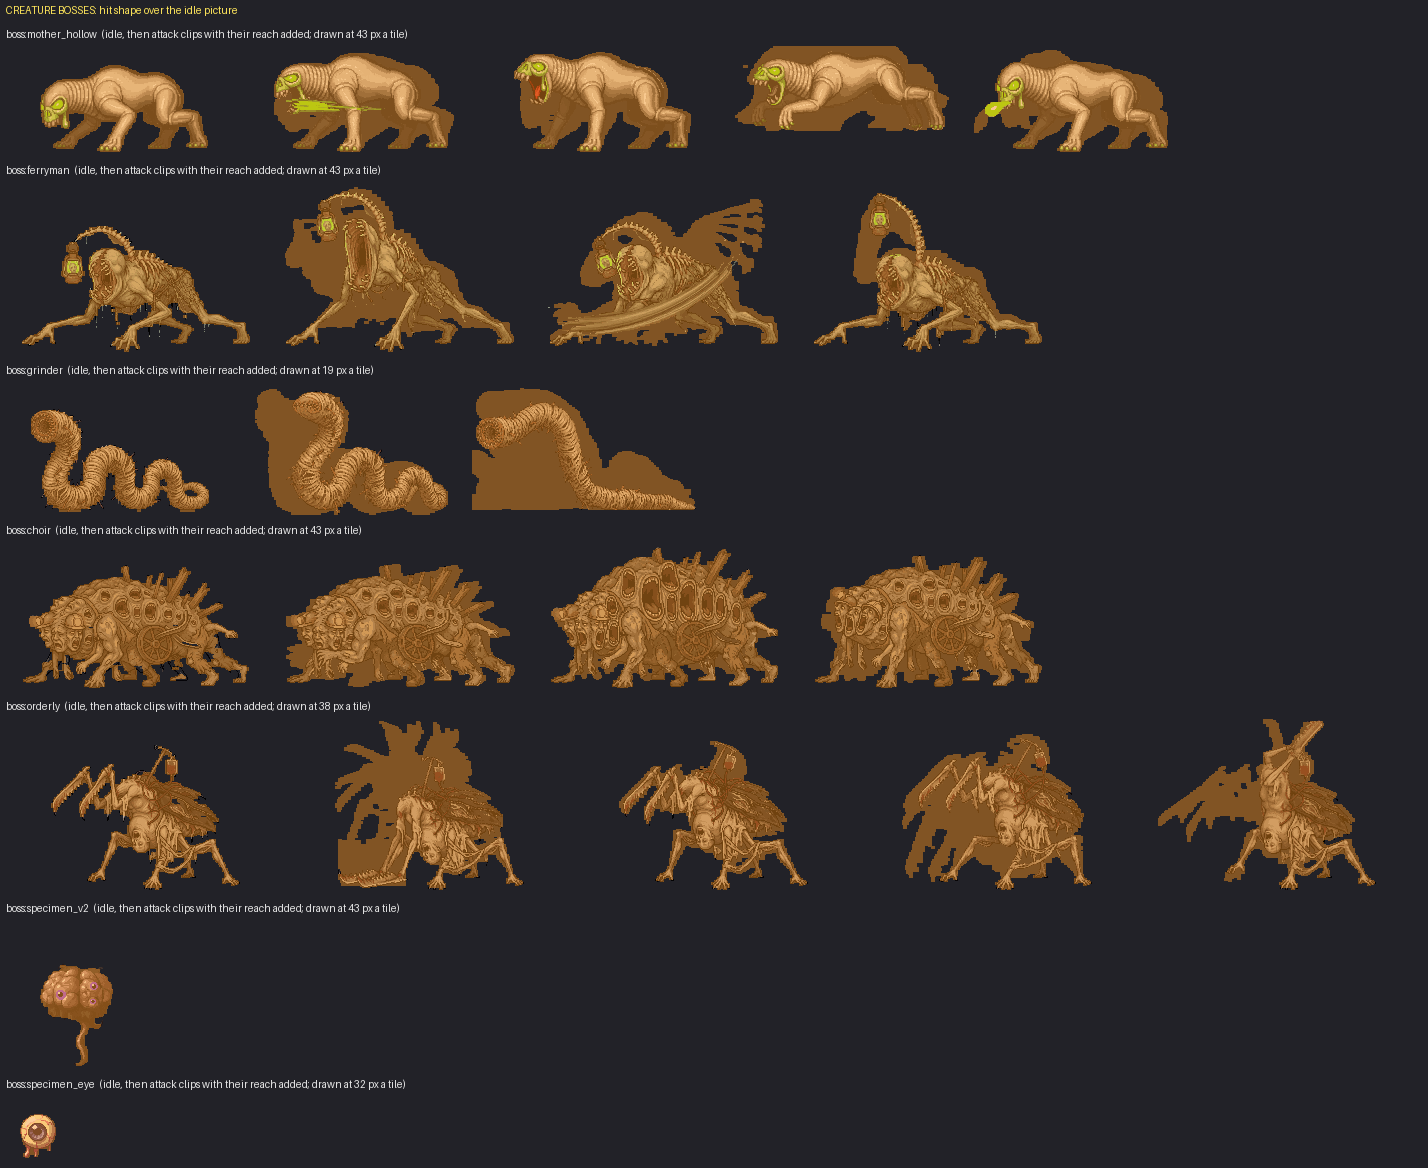 CREATURE BOSSES: hit shape over the idle picture
boss:mother_hollow (idle, then attack clips with their reach added; drawn at 43 px a tile)
boss:ferryman (idle, then attack clips with their reach added; drawn at 43 px a tile)
boss:grinder (idle, then attack clips with their reach added; drawn at 19 px a tile)
boss:choir (idle, then attack clips with their reach added; drawn at 43 px a tile)
boss:orderly (idle, then attack clips with their reach added; drawn at 38 px a tile)
boss:specimen_v2 (idle, then attack clips with their reach added; drawn at 43 px a tile)
boss:specimen_eye (idle, then attack clips with their reach added; drawn at 32 px a tile)